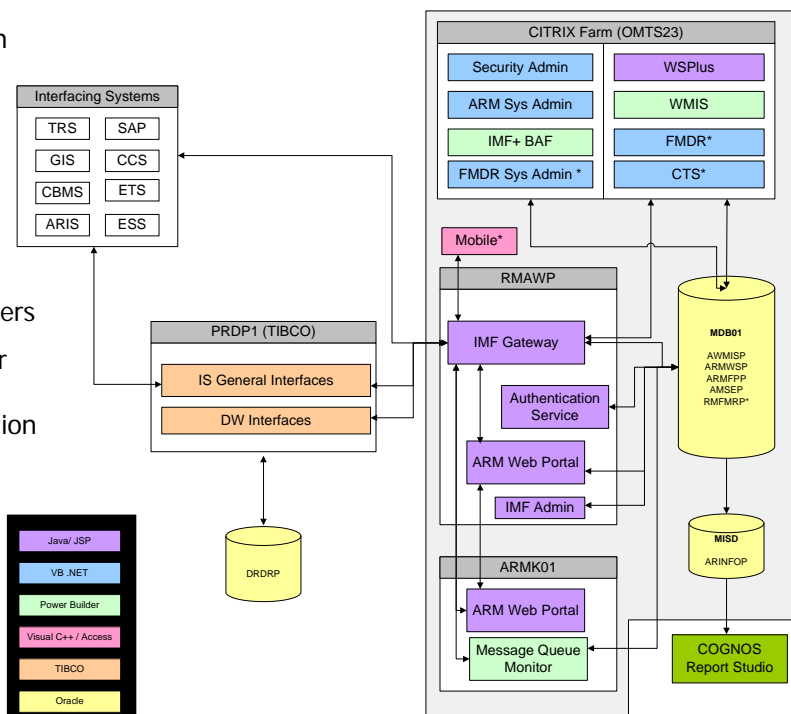 n
ers
r
tion
Interfacing Systems
TRS SAP
GIS CCS
CBMS ETS
ARIS ESS
PRDP1 (TIBCO)
IS General Interfaces
DW Interfaces
DRDRP
Java/ JSP
VB .NET
Power Builder
Visual C++ / Access
TIBCO
Oracle
CITRIX Farm (OMTS23)
Security Admin WSPlus
ARM Sys Admin WMIS
IMF+ BAF FMDR*
FMDR Sys Admin * CTS*
Mobile*
RMAWP
IMF Gateway
Authentication
Service
ARM Web Portal
IMF Admin
ARMK01
ARM Web Portal
Message Queue
Monitor
MDB01
AWMISP
ARMWSP
ARMFPP
AMSEP
RMFMRP*
MISD
ARINFOP
COGNOS
Report Studio